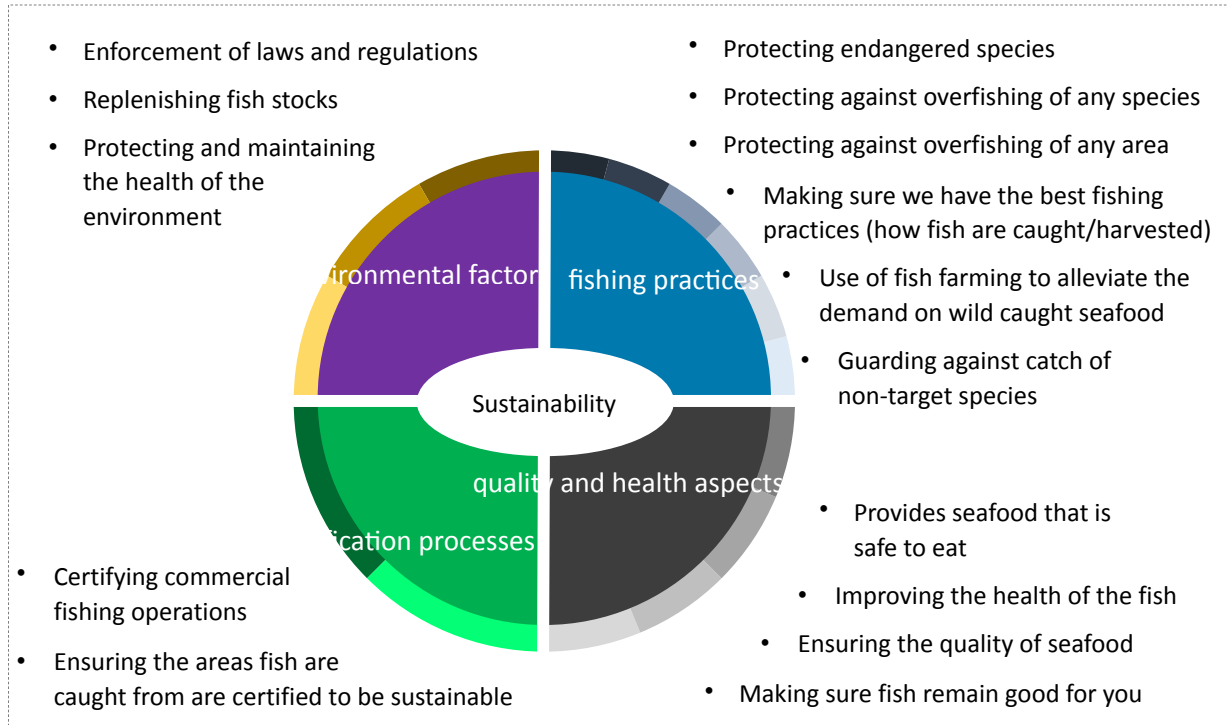 • Enforcement of laws and regulations
• Replenishing fish stocks
• Protecting and maintaining
the health of the
environment
• Protecting endangered species
• Protecting against overfishing of any species
• Protecting against overfishing of any area
• Making sure we have the best fishing
practices (how fish are caught/harvested)
• Use of fish farming to alleviate the
demand on wild caught seafood
• Guarding against catch of
non-target species
vironmental factor
fishing practices
Sustainability
quality and health aspects
fication processes
• Certifying commercial
fishing operations
• Ensuring the areas fish are
caught from are certified to be sustainable
• Provides seafood that is
safe to eat
• Improving the health of the fish
• Ensuring the quality of seafood
• Making sure fish remain good for you